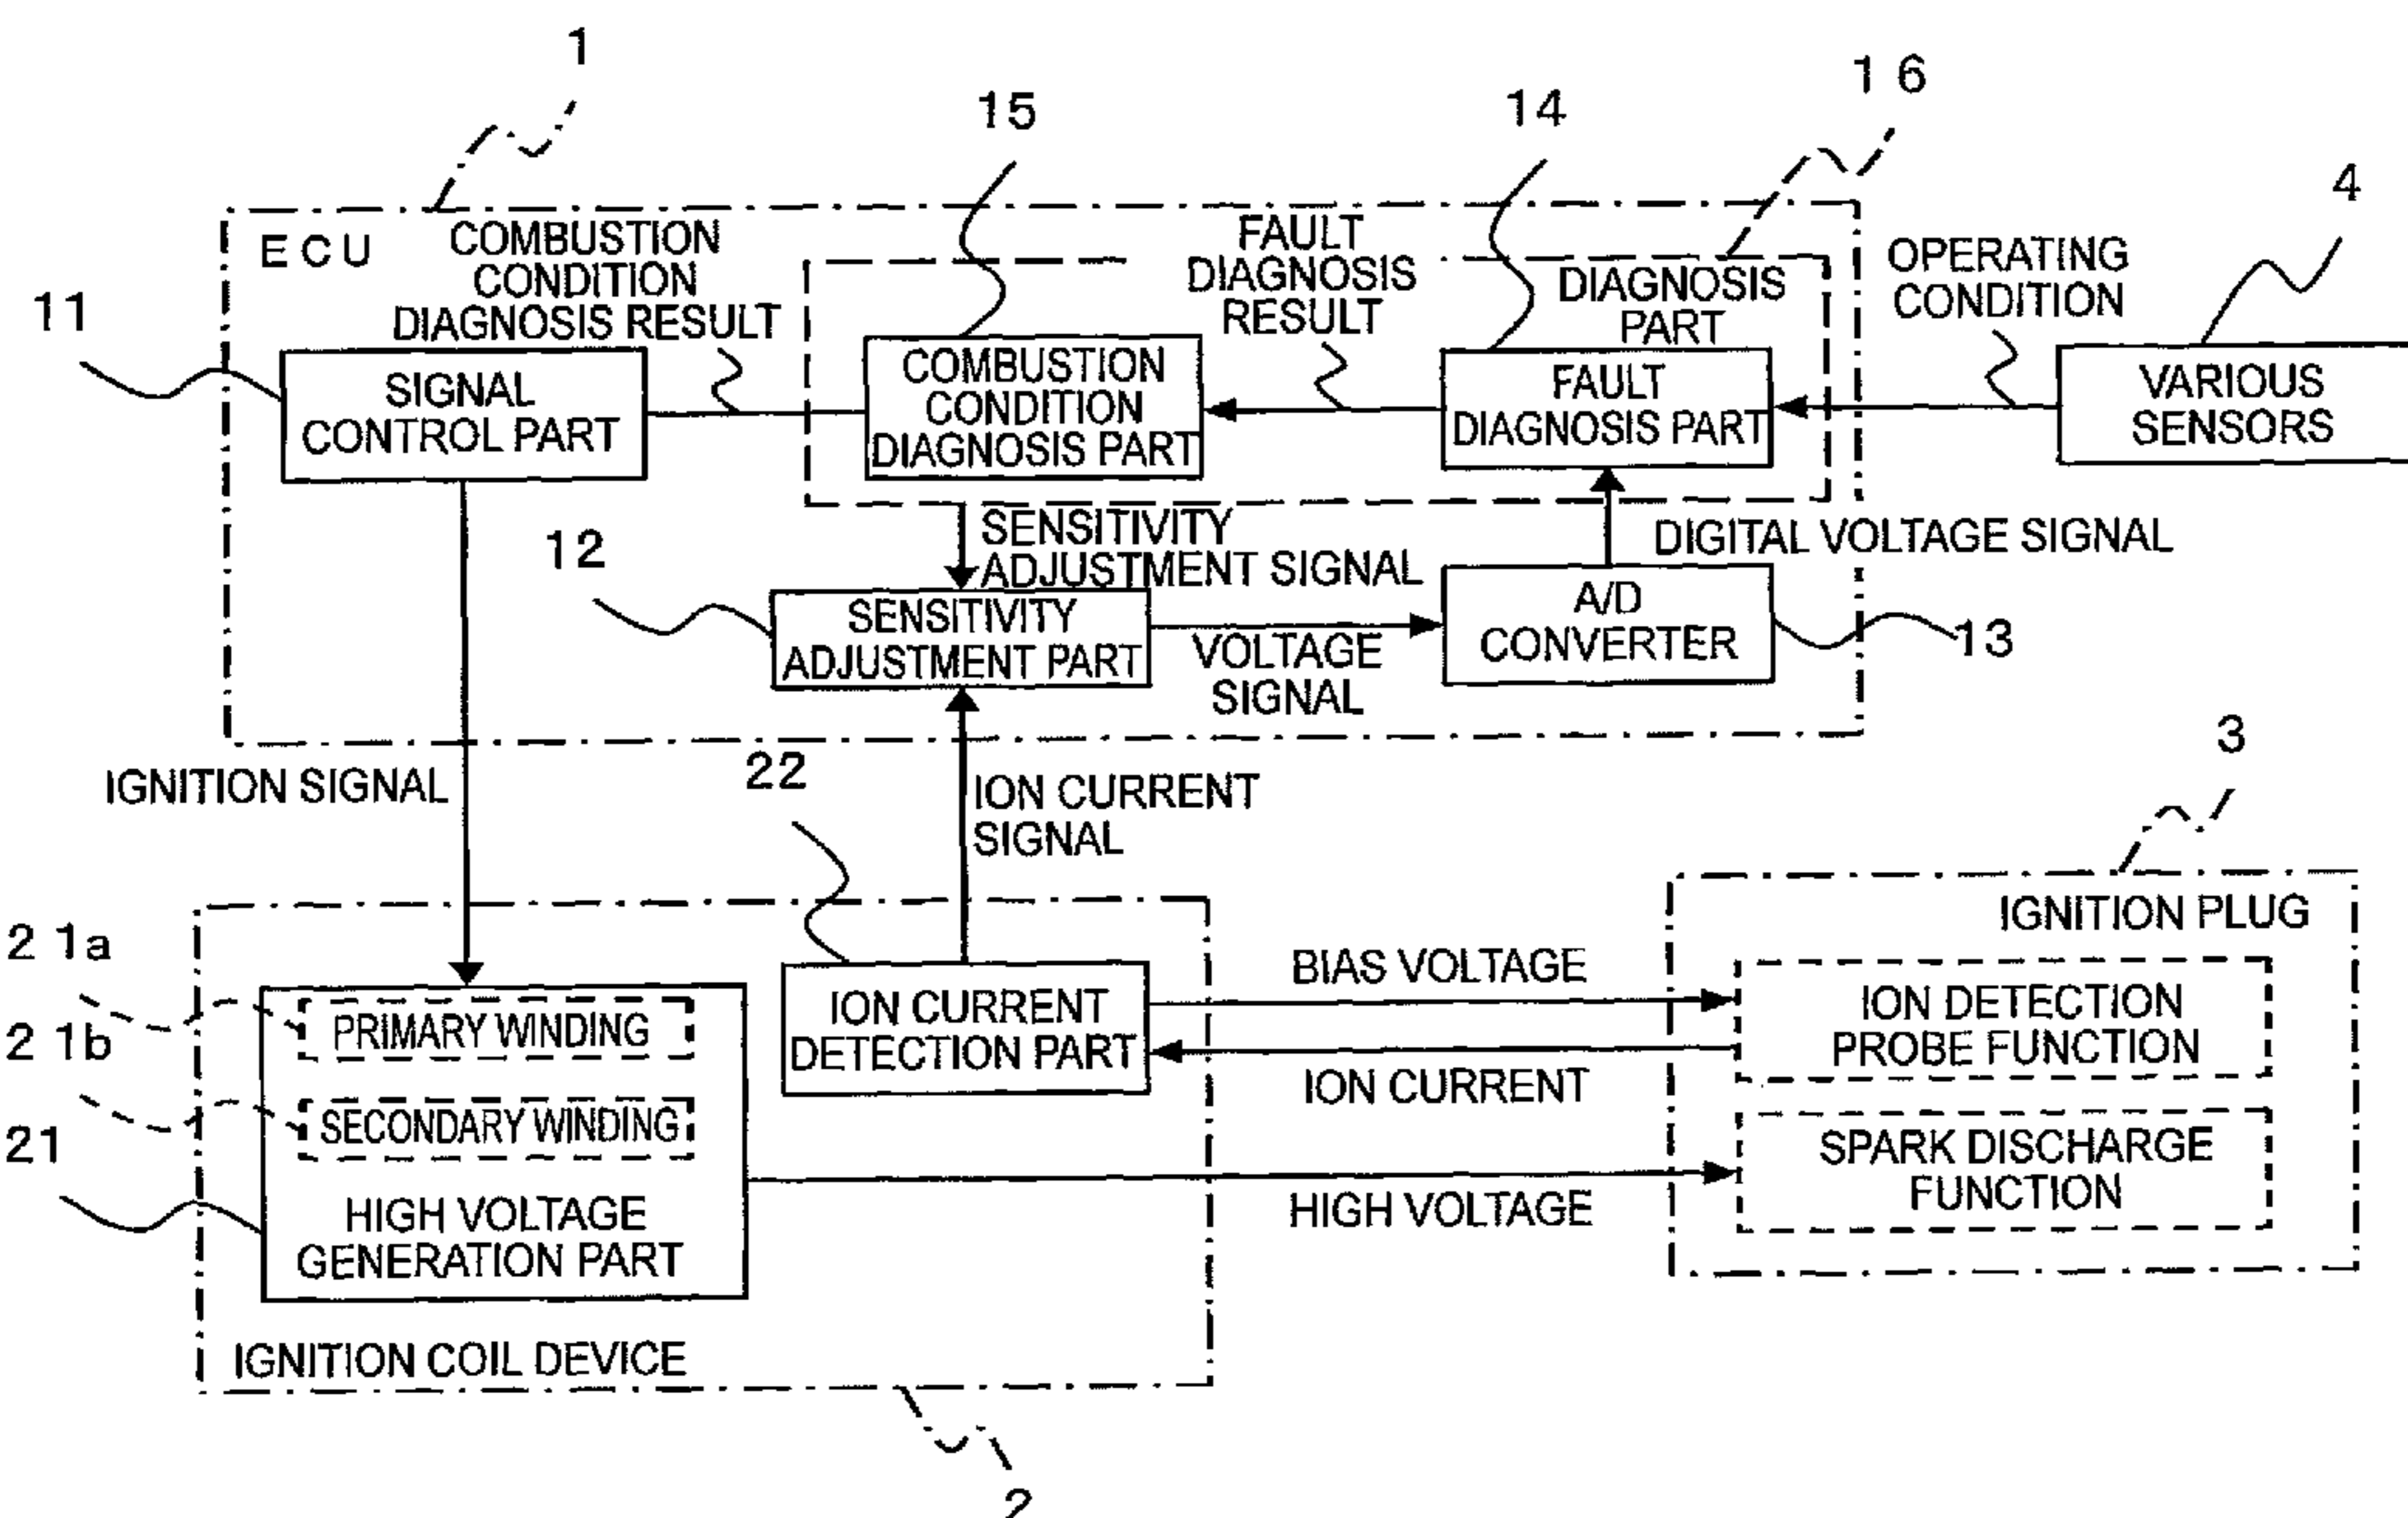 1
15
14
16
4
ECU
COMBUSTION
CONDITION
DIAGNOSIS RESULT
FAULT
DIAGNOSIS
RESULT
DIAGNOSIS
PART
OPERATING
CONDITION
11
SIGNAL
CONTROL PART
COMBUSTION
CONDITION
DIAGNOSIS PART
FAULT
DIAGNOSIS PART
VARIOUS
SENSORS
12
SENSITIVITY
ADJUSTMENT SIGNAL
DIGITAL VOLTAGE SIGNAL
SENSITIVITY
ADJUSTMENT PART
VOLTAGE
SIGNAL
A/D
CONVERTER
13
IGNITION SIGNAL
22
ION CURRENT
SIGNAL
3
21a
21b
21
PRIMARY WINDING
SECONDARY WINDING
HIGH VOLTAGE
GENERATION PART
ION CURRENT
DETECTION PART
BIAS VOLTAGE
ION CURRENT
HIGH VOLTAGE
IGNITION PLUG
ION DETECTION
PROBE FUNCTION
SPARK DISCHARGE
FUNCTION
IGNITION COIL DEVICE
2